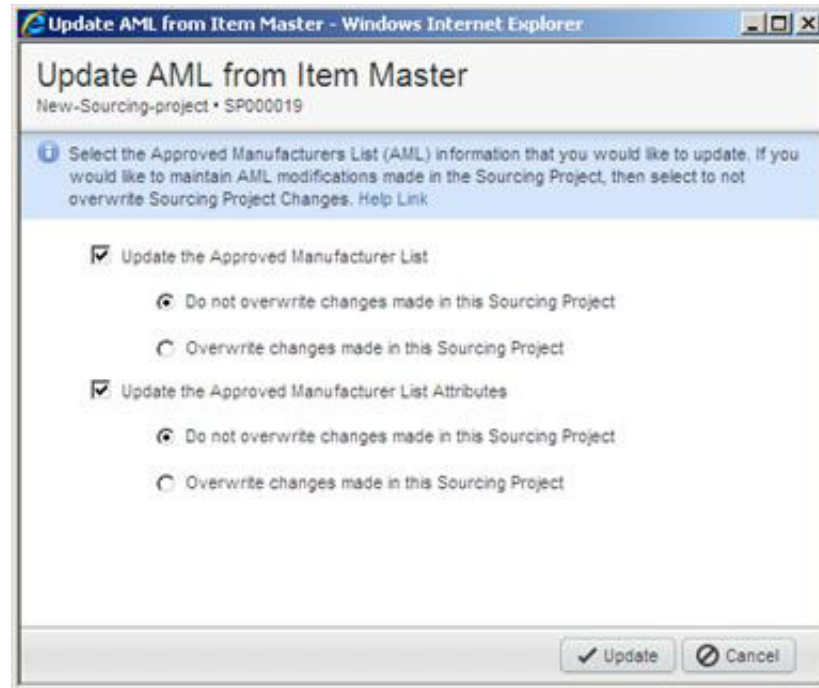 Update AML from Item Master - Windows Internet Explorer
Update AML from Item Master
New-Sourcing-project • SP000019
Select the Approved Manufacturers List (AML) information that you would like to update. If you
would like to maintain AML modifications made in the Sourcing Project, then select to not
overwrite Sourcing Project Changes. Help Link
Update the Approved Manufacturer List
Do not overwrite changes made in this Sourcing Project
Overwrite changes made in this Sourcing Project
Update the Approved Manufacturer List Attributes
Do not overwrite changes made in this Sourcing Project
Overwrite changes made in this Sourcing Project
Update
Cancel